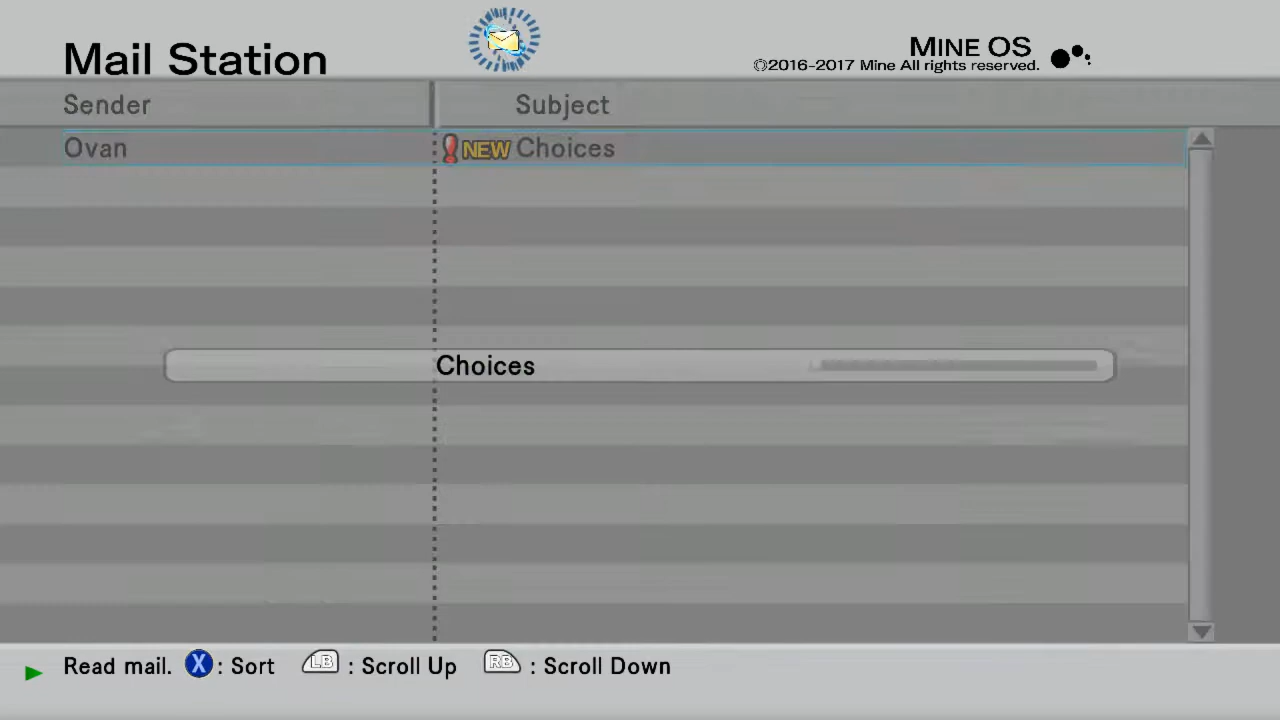 Mail Station
MINE OS
©2016-2017 Mine All rights reserved.
Sender Subject
Ovan NEW Choices
Choices
Read mail. X : Sort LB : Scroll Up RB : Scroll Down